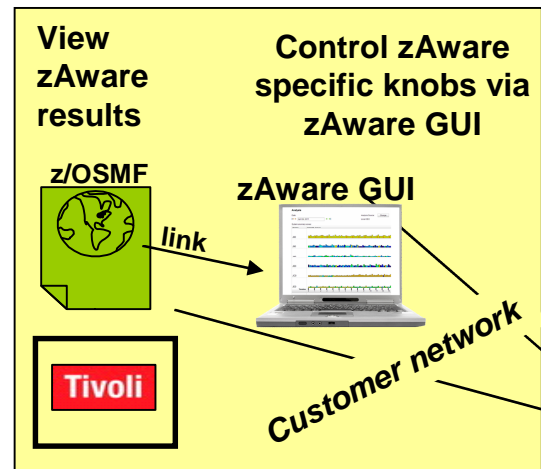 View
zAware
results
Control zAware
specific knobs via
zAware GUI
z/OSMF
zAware GUI
link
Customer network
Tivoli